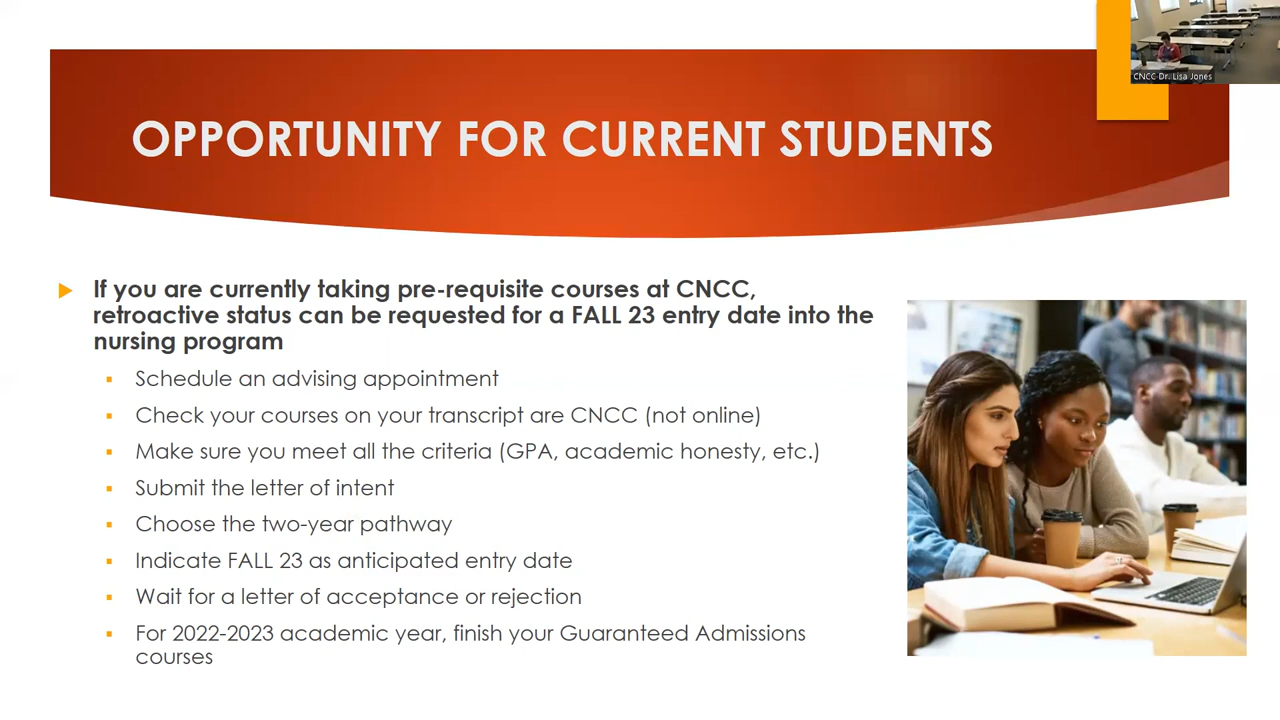 CNCC-Dr. Lisa Jones
OPPORTUNITY FOR CURRENT STUDENTS
If you are currently taking pre-requisite courses at CNCC,
retroactive status can be requested for a FALL 23 entry date into the
nursing program
Schedule an advising appointment
Check your courses on your transcript are CNCC (not online)
Make sure you meet all the criteria (GPA, academic honesty, etc.)
Submit the letter of intent
Choose the two-year pathway
Indicate FALL 23 as anticipated entry date
Wait for a letter of acceptance or rejection
For 2022-2023 academic year, finish your Guaranteed Admissions
courses